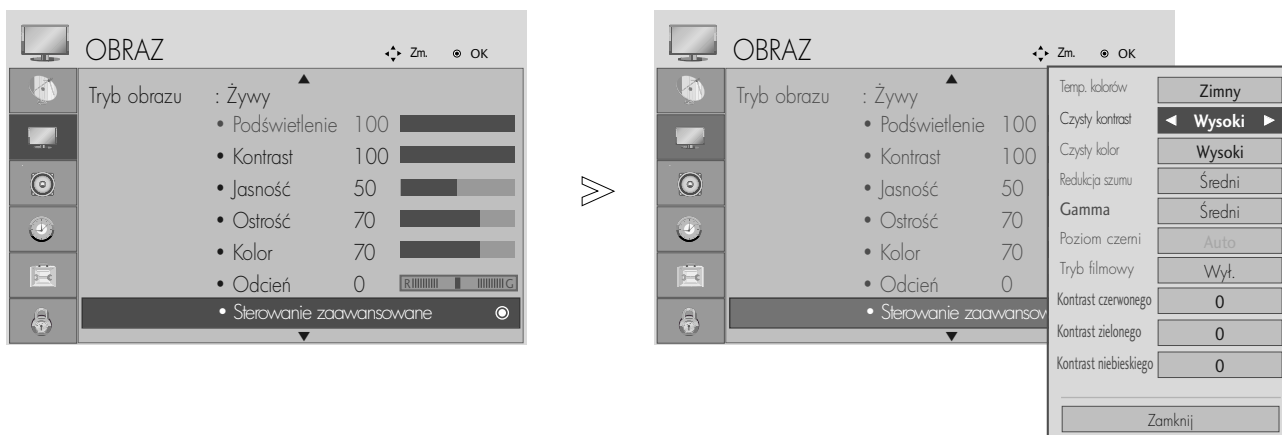 OBRAZ
Zm. OK
Tryb obrazu : Żywy
• Podświetlenie 100
• Kontrast 100
• Jasność 50
• Ostrość 70
• Kolor 70
• Odcień 0 R G
• Sterowanie zaawansowane
OBRAZ
Zm. OK
Tryb obrazu : Żywy
• Podświetlenie 100
• Kontrast 100
• Jasność 50
• Ostrość 70
• Kolor 70
• Odcień 0
• Sterowanie zaawansow
Temp. kolorów Zimny
Czysty kontrast ◀ Wysoki ▶
Czysty kolor Wysoki
Redukcja szumu Średni
Gamma Średni
Poziom czerni Auto
Tryb filmowy Wył.
Kontrast czerwonego 0
Kontrast zielonego 0
Kontrast niebieskiego 0
Zamknij